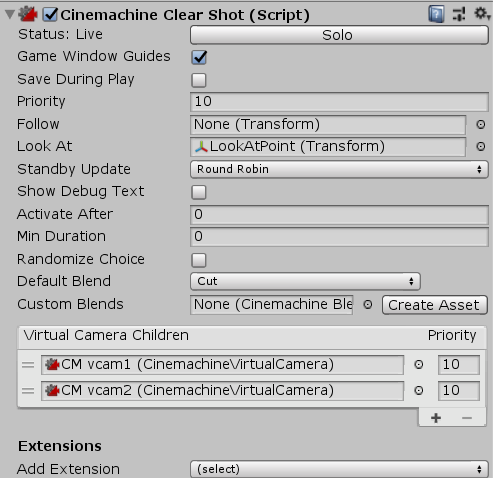 Cinemachine Clear Shot (Script)
Status: Live Solo
Game Window Guides
Save During Play
Priority 10
Follow None (Transform)
Look At LookAtPoint (Transform)
Standby Update Round Robin
Show Debug Text
Activate After 0
Min Duration 0
Randomize Choice
Default Blend Cut
Custom Blends None (Cinemachine Ble Create Asset
Virtual Camera Children Priority
CM vcam1 (CinemachineVirtualCamera) 10
CM vcam2 (CinemachineVirtualCamera) 10
+ −
Extensions
Add Extension (select)